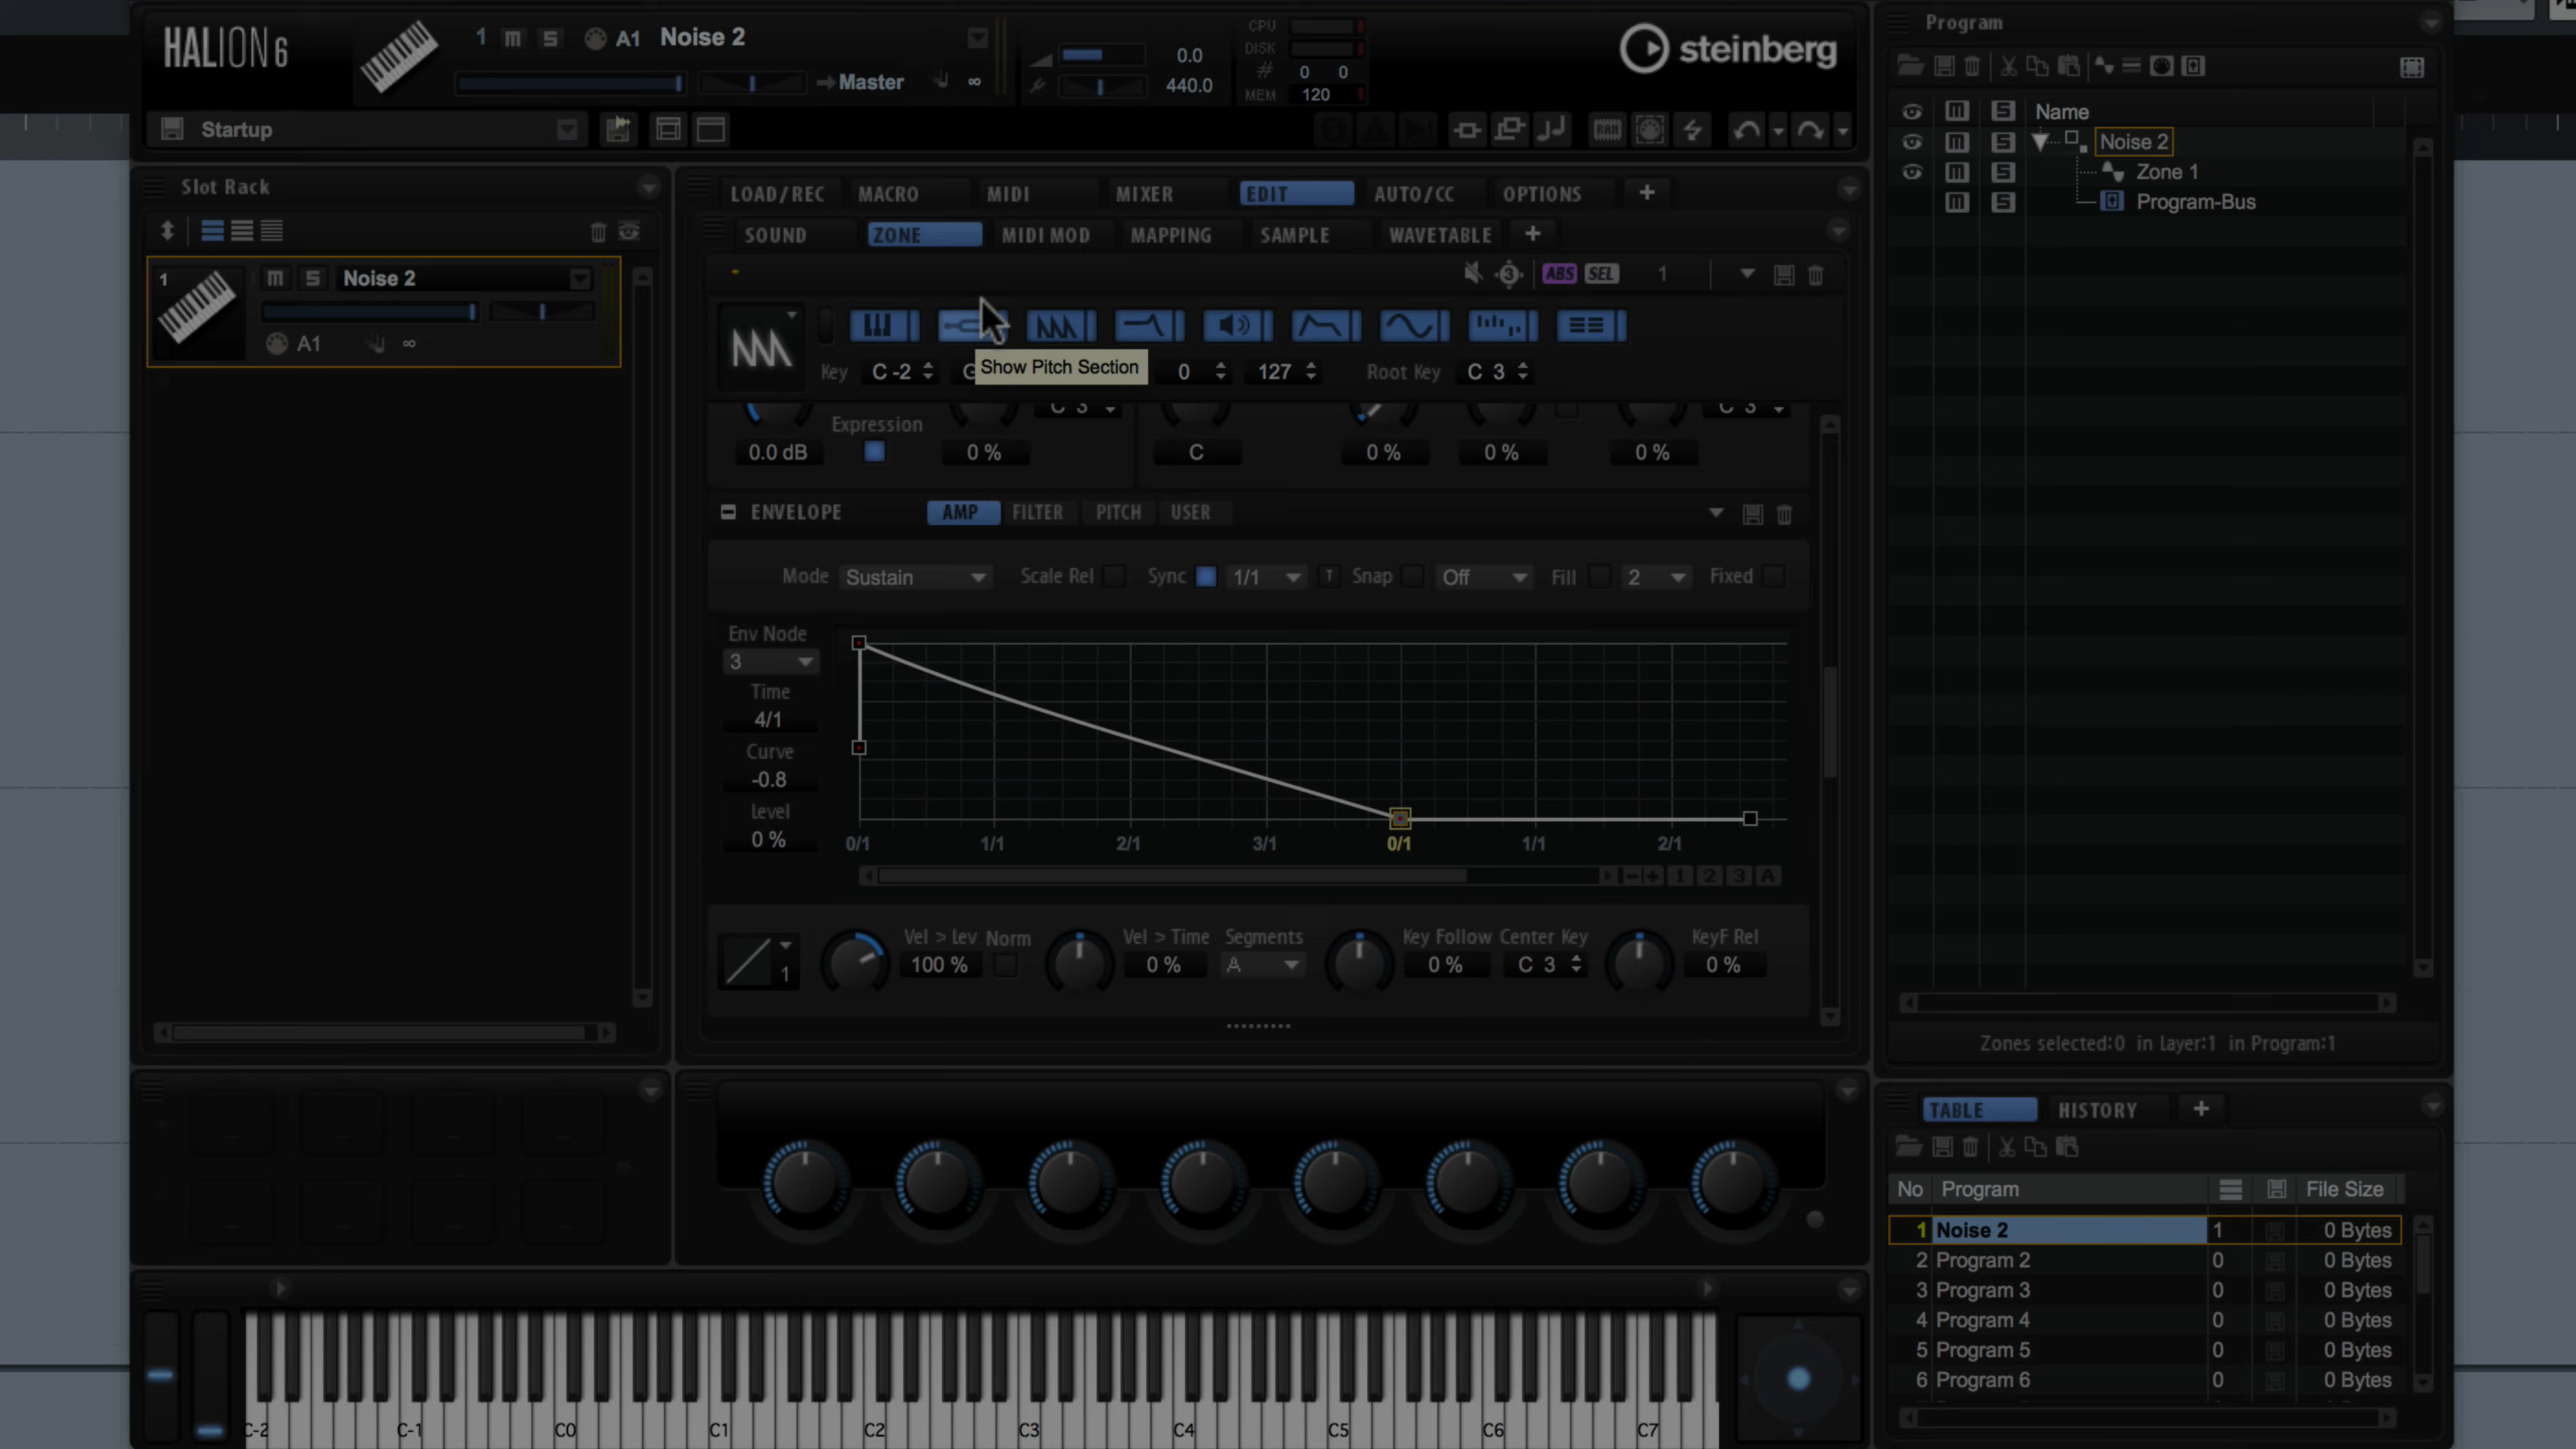 HALION 6
1 m S A1 Noise 2
Master ∞
0.0
440.0
CPU
DISK
# 0 0
MEM 120
steinberg
Startup
RAM
Slot Rack
1 m S Noise 2
A1 ∞
LOAD/REC MACRO MIDI MIXER EDIT AUTO/CC OPTIONS +
SOUND ZONE MIDI MOD MAPPING SAMPLE WAVETABLE +
3 ABS SEL 1
Key C -2 G 0 127 Root Key C 3
Show Pitch Section
Expression C 3 C 3
0.0 dB 0 % C 0 % 0 % 0 %
ENVELOPE AMP FILTER PITCH USER
Mode Sustain Scale Rel Sync 1/1 T Snap Off Fill 2 Fixed
Env Node
3
Time
4/1
Curve
-0.8
Level
0 %
0/1 1/1 2/1 3/1 0/1 1/1 2/1
- + 1 2 3 A
1 Vel > Lev Norm Vel > Time Segments Key Follow Center Key KeyF Rel
100 % 0 % A 0 % C 3 0 %
C-2 C-1 C0 C1 C2 C3 C4 C5 C6 C7
Program
m S Name
m S Noise 2
m S Zone 1
m S Program-Bus
Zones selected:0 in Layer:1 in Program:1
TABLE HISTORY +
No Program File Size
1 Noise 2 1 0 Bytes
2 Program 2 0 0 Bytes
3 Program 3 0 0 Bytes
4 Program 4 0 0 Bytes
5 Program 5 0 0 Bytes
6 Program 6 0 0 Bytes